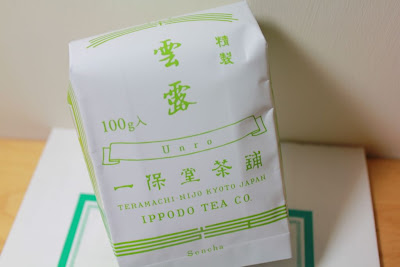 精製
雲露
100g入
Unro
一保堂茶舗
TERAMACHI-NIJO KYOTO JAPAN
IPPODO TEA CO.
Sencha